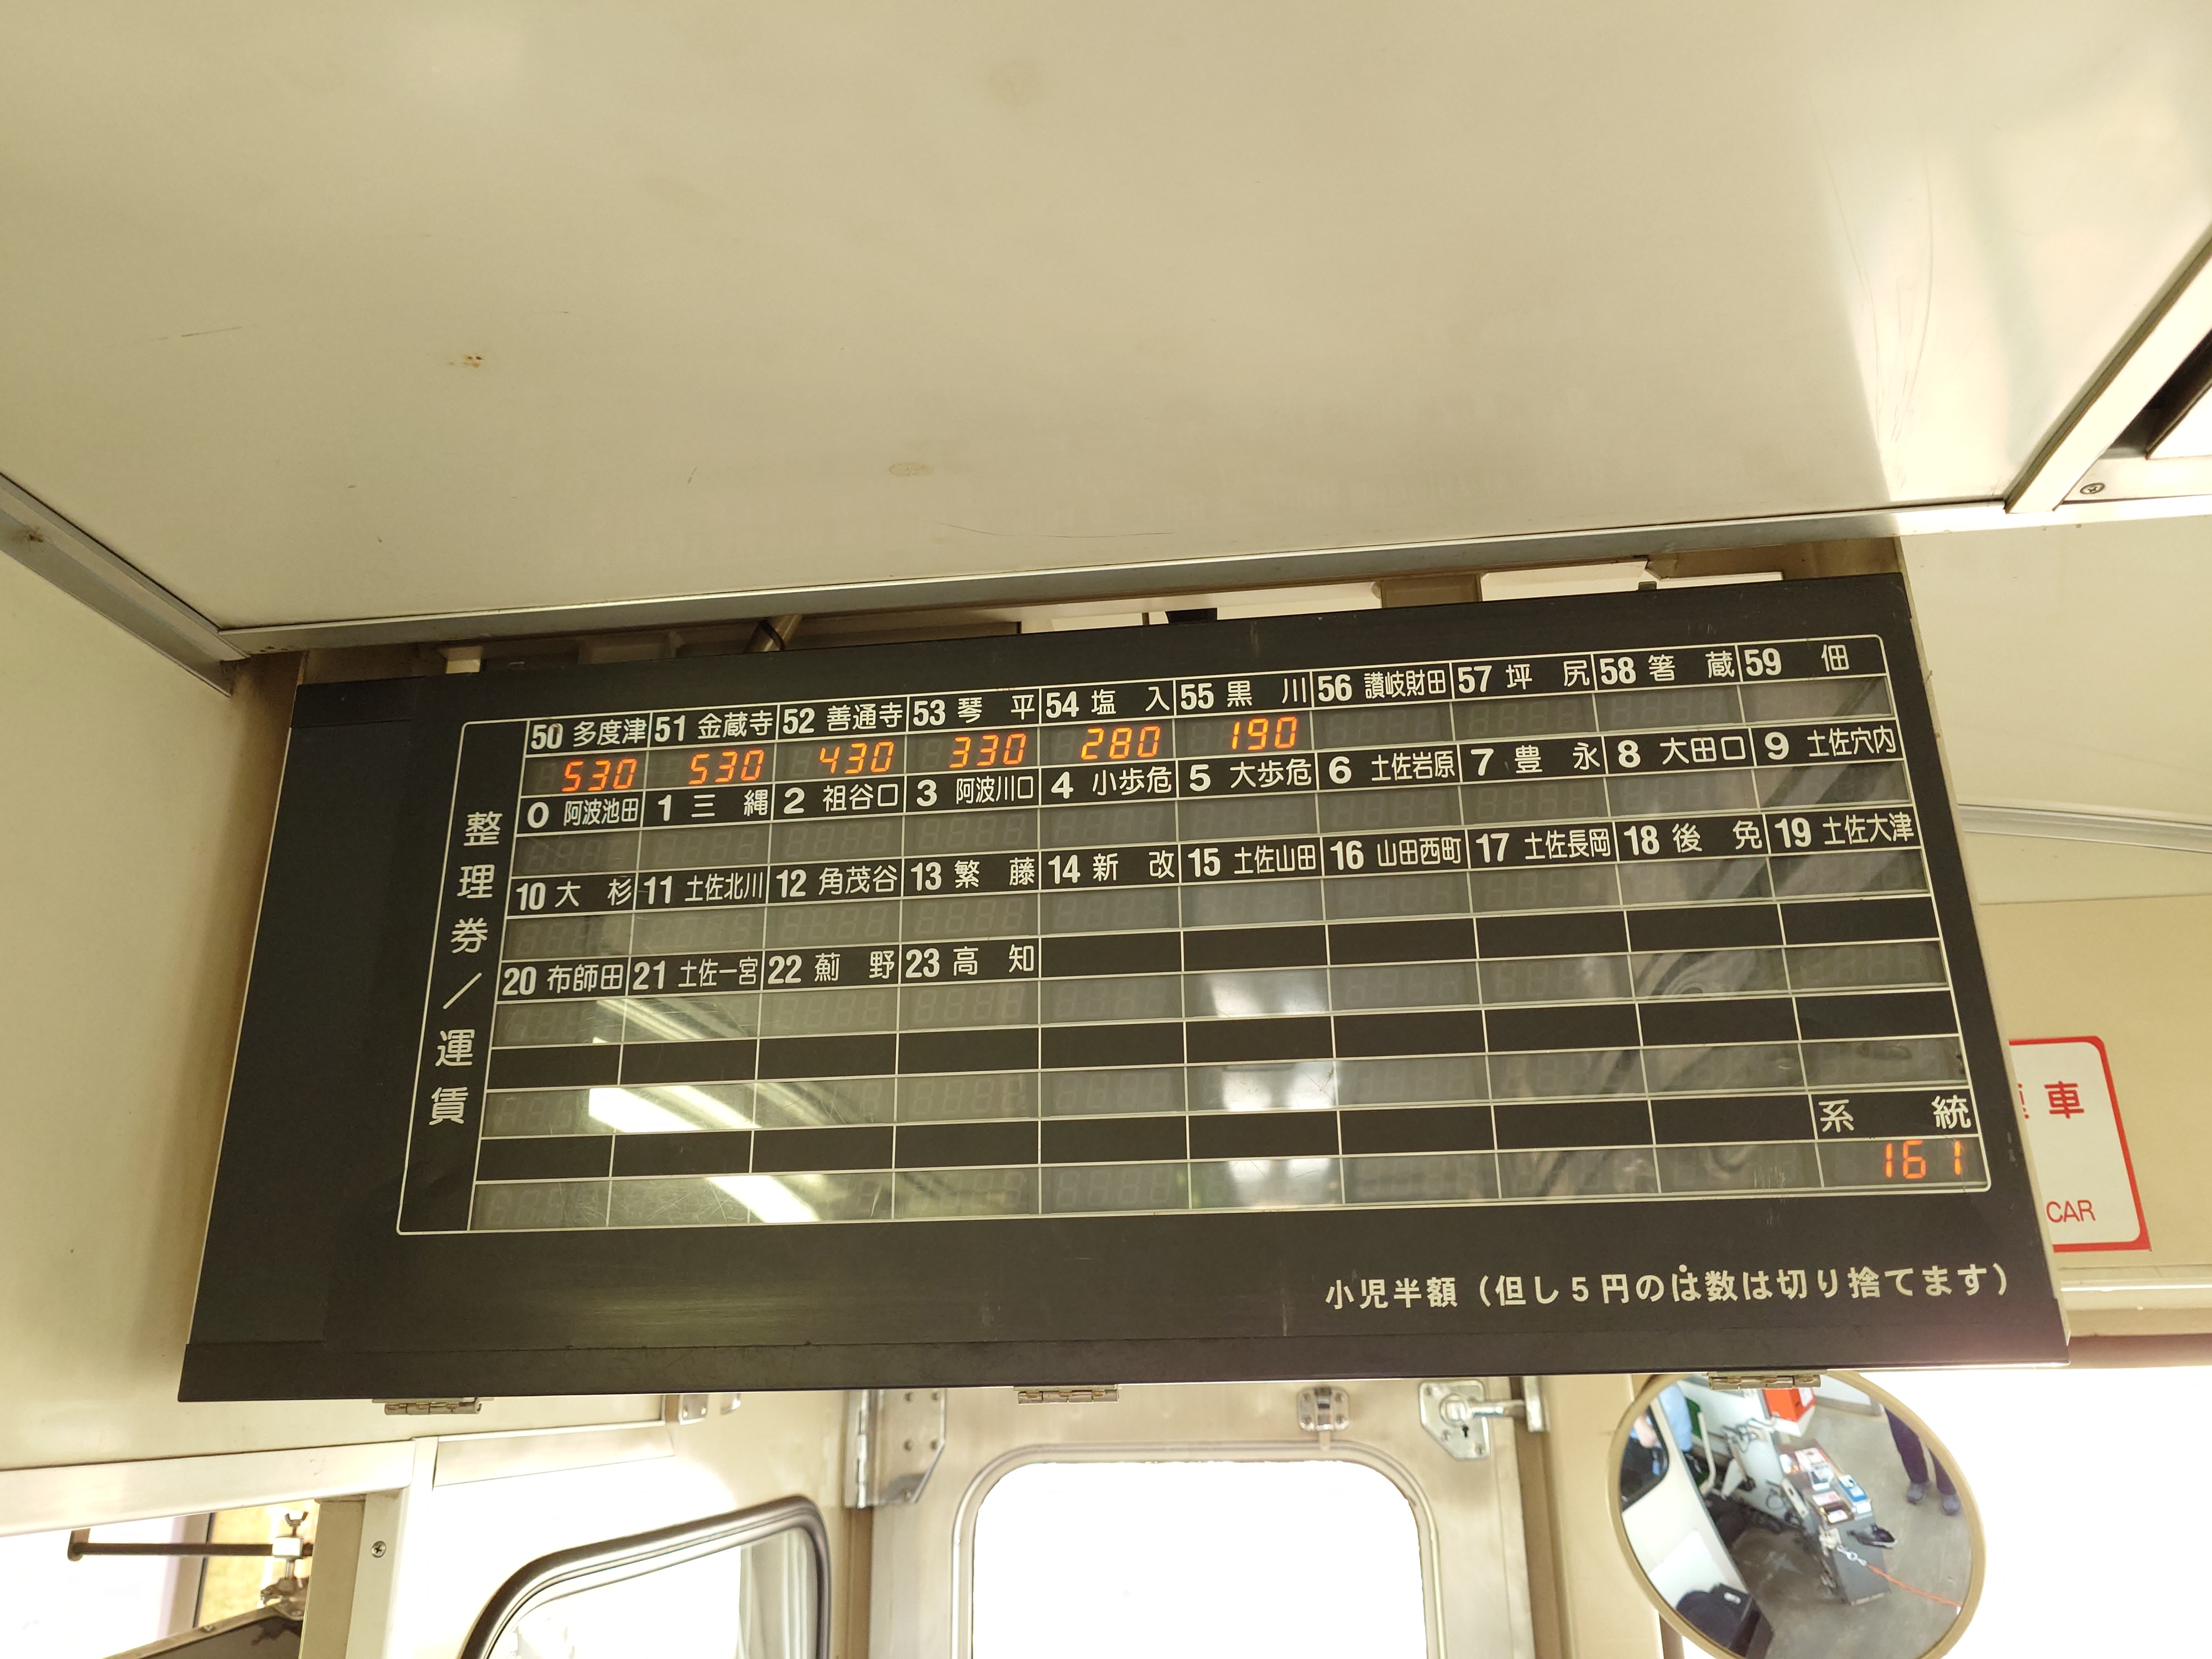 整理券/運賃
50 多度津 51 金蔵寺 52 善通寺 53 琴平 54 塩入 55 黒川 56 讃岐財田 57 坪尻 58 箸蔵 59 佃
530 530 430 330 280 190
0 阿波池田 1 三縄 2 祖谷口 3 阿波川口 4 小歩危 5 大歩危 6 土佐岩原 7 豊永 8 大田口 9 土佐穴内
10 大杉 11 土佐北川 12 角茂谷 13 繁藤 14 新改 15 土佐山田 16 山田西町 17 土佐長岡 18 後免 19 土佐大津
20 布師田 21 土佐一宮 22 薊野 23 高知
系統
161
小児半額(但し5円のは数は切り捨てます)
車
CAR